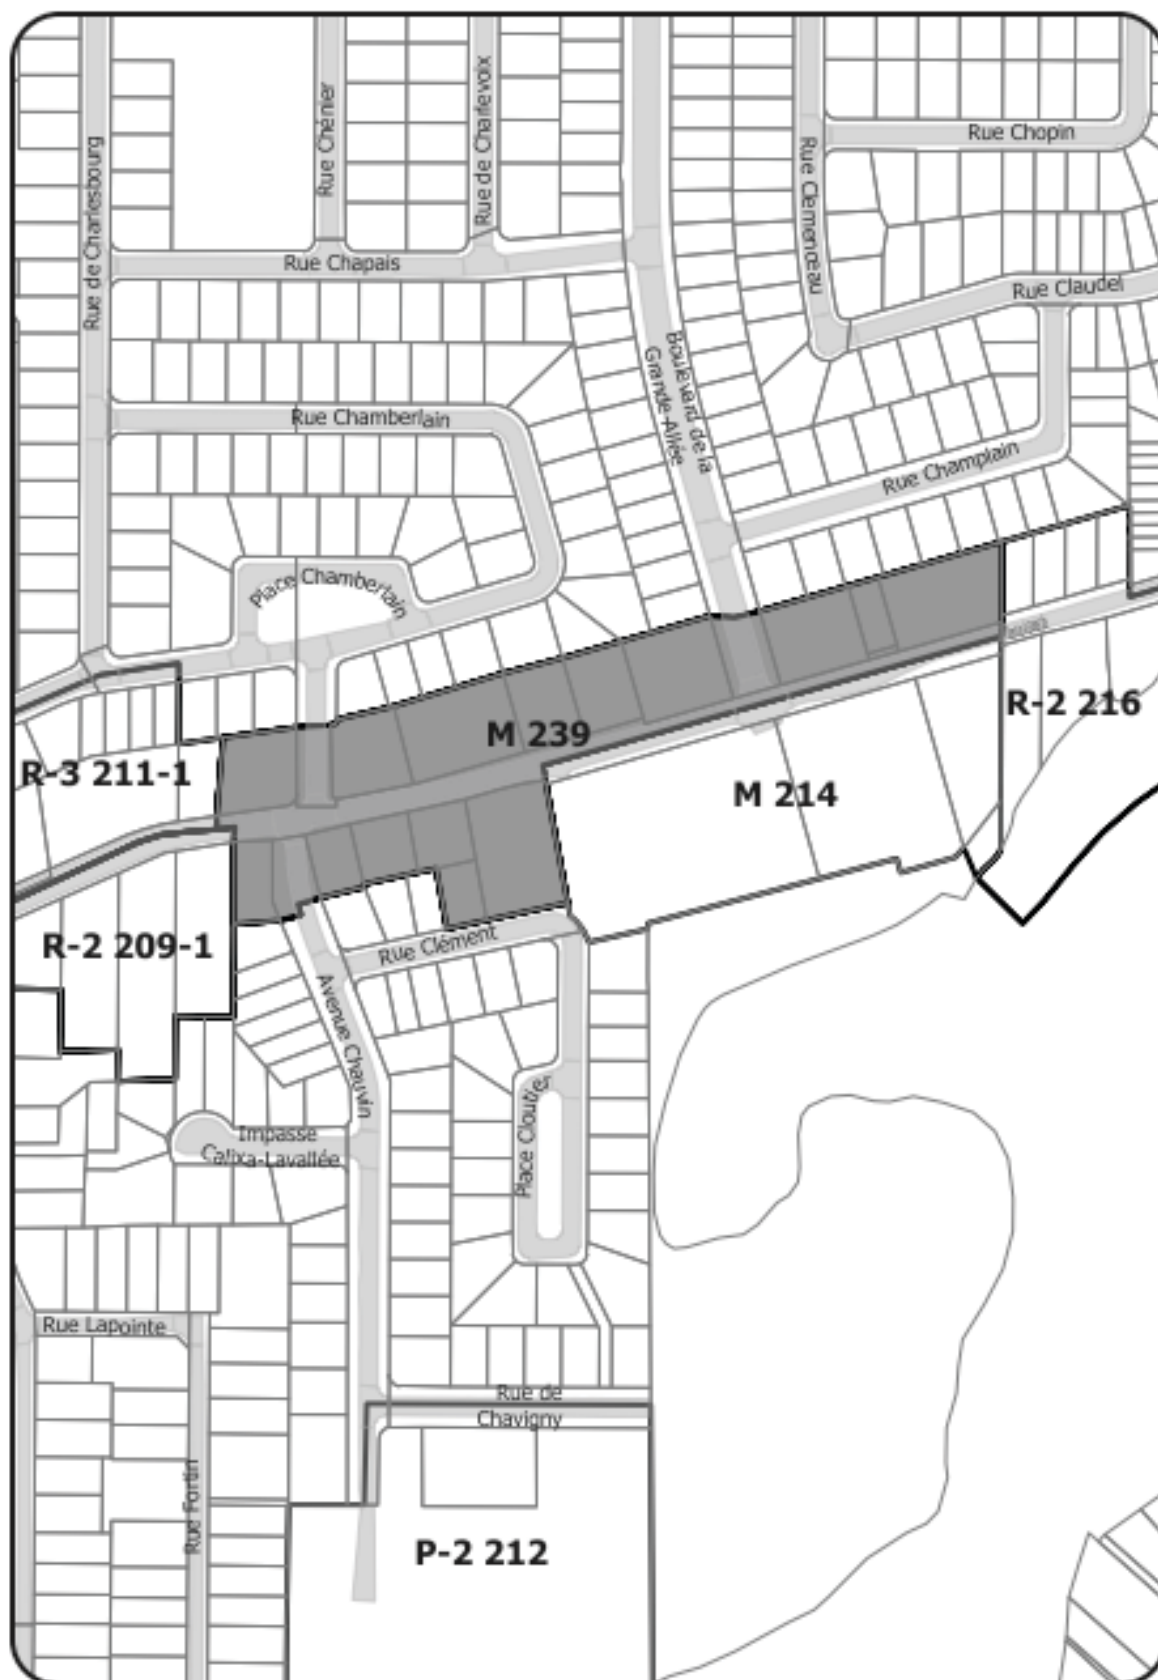 Rue de Charlesbourg
Rue Chénier
Rue de Charlevoix
Rue Clemenceau
Rue Chopin
Rue Chapais
Rue Claudel
Boulevard de la
Grande-Allée
Rue Chamberlain
Rue Champlain
Place Chamberlain
R-2 216
M 239
R-3 211-1
M 214
R-2 209-1
Rue Clément
Avenue Chauvin
Place Cloutier
Impasse
Calixa-Lavallée
Rue Lapointe
Rue de
Chavigny
Rue Fortin
P-2 212